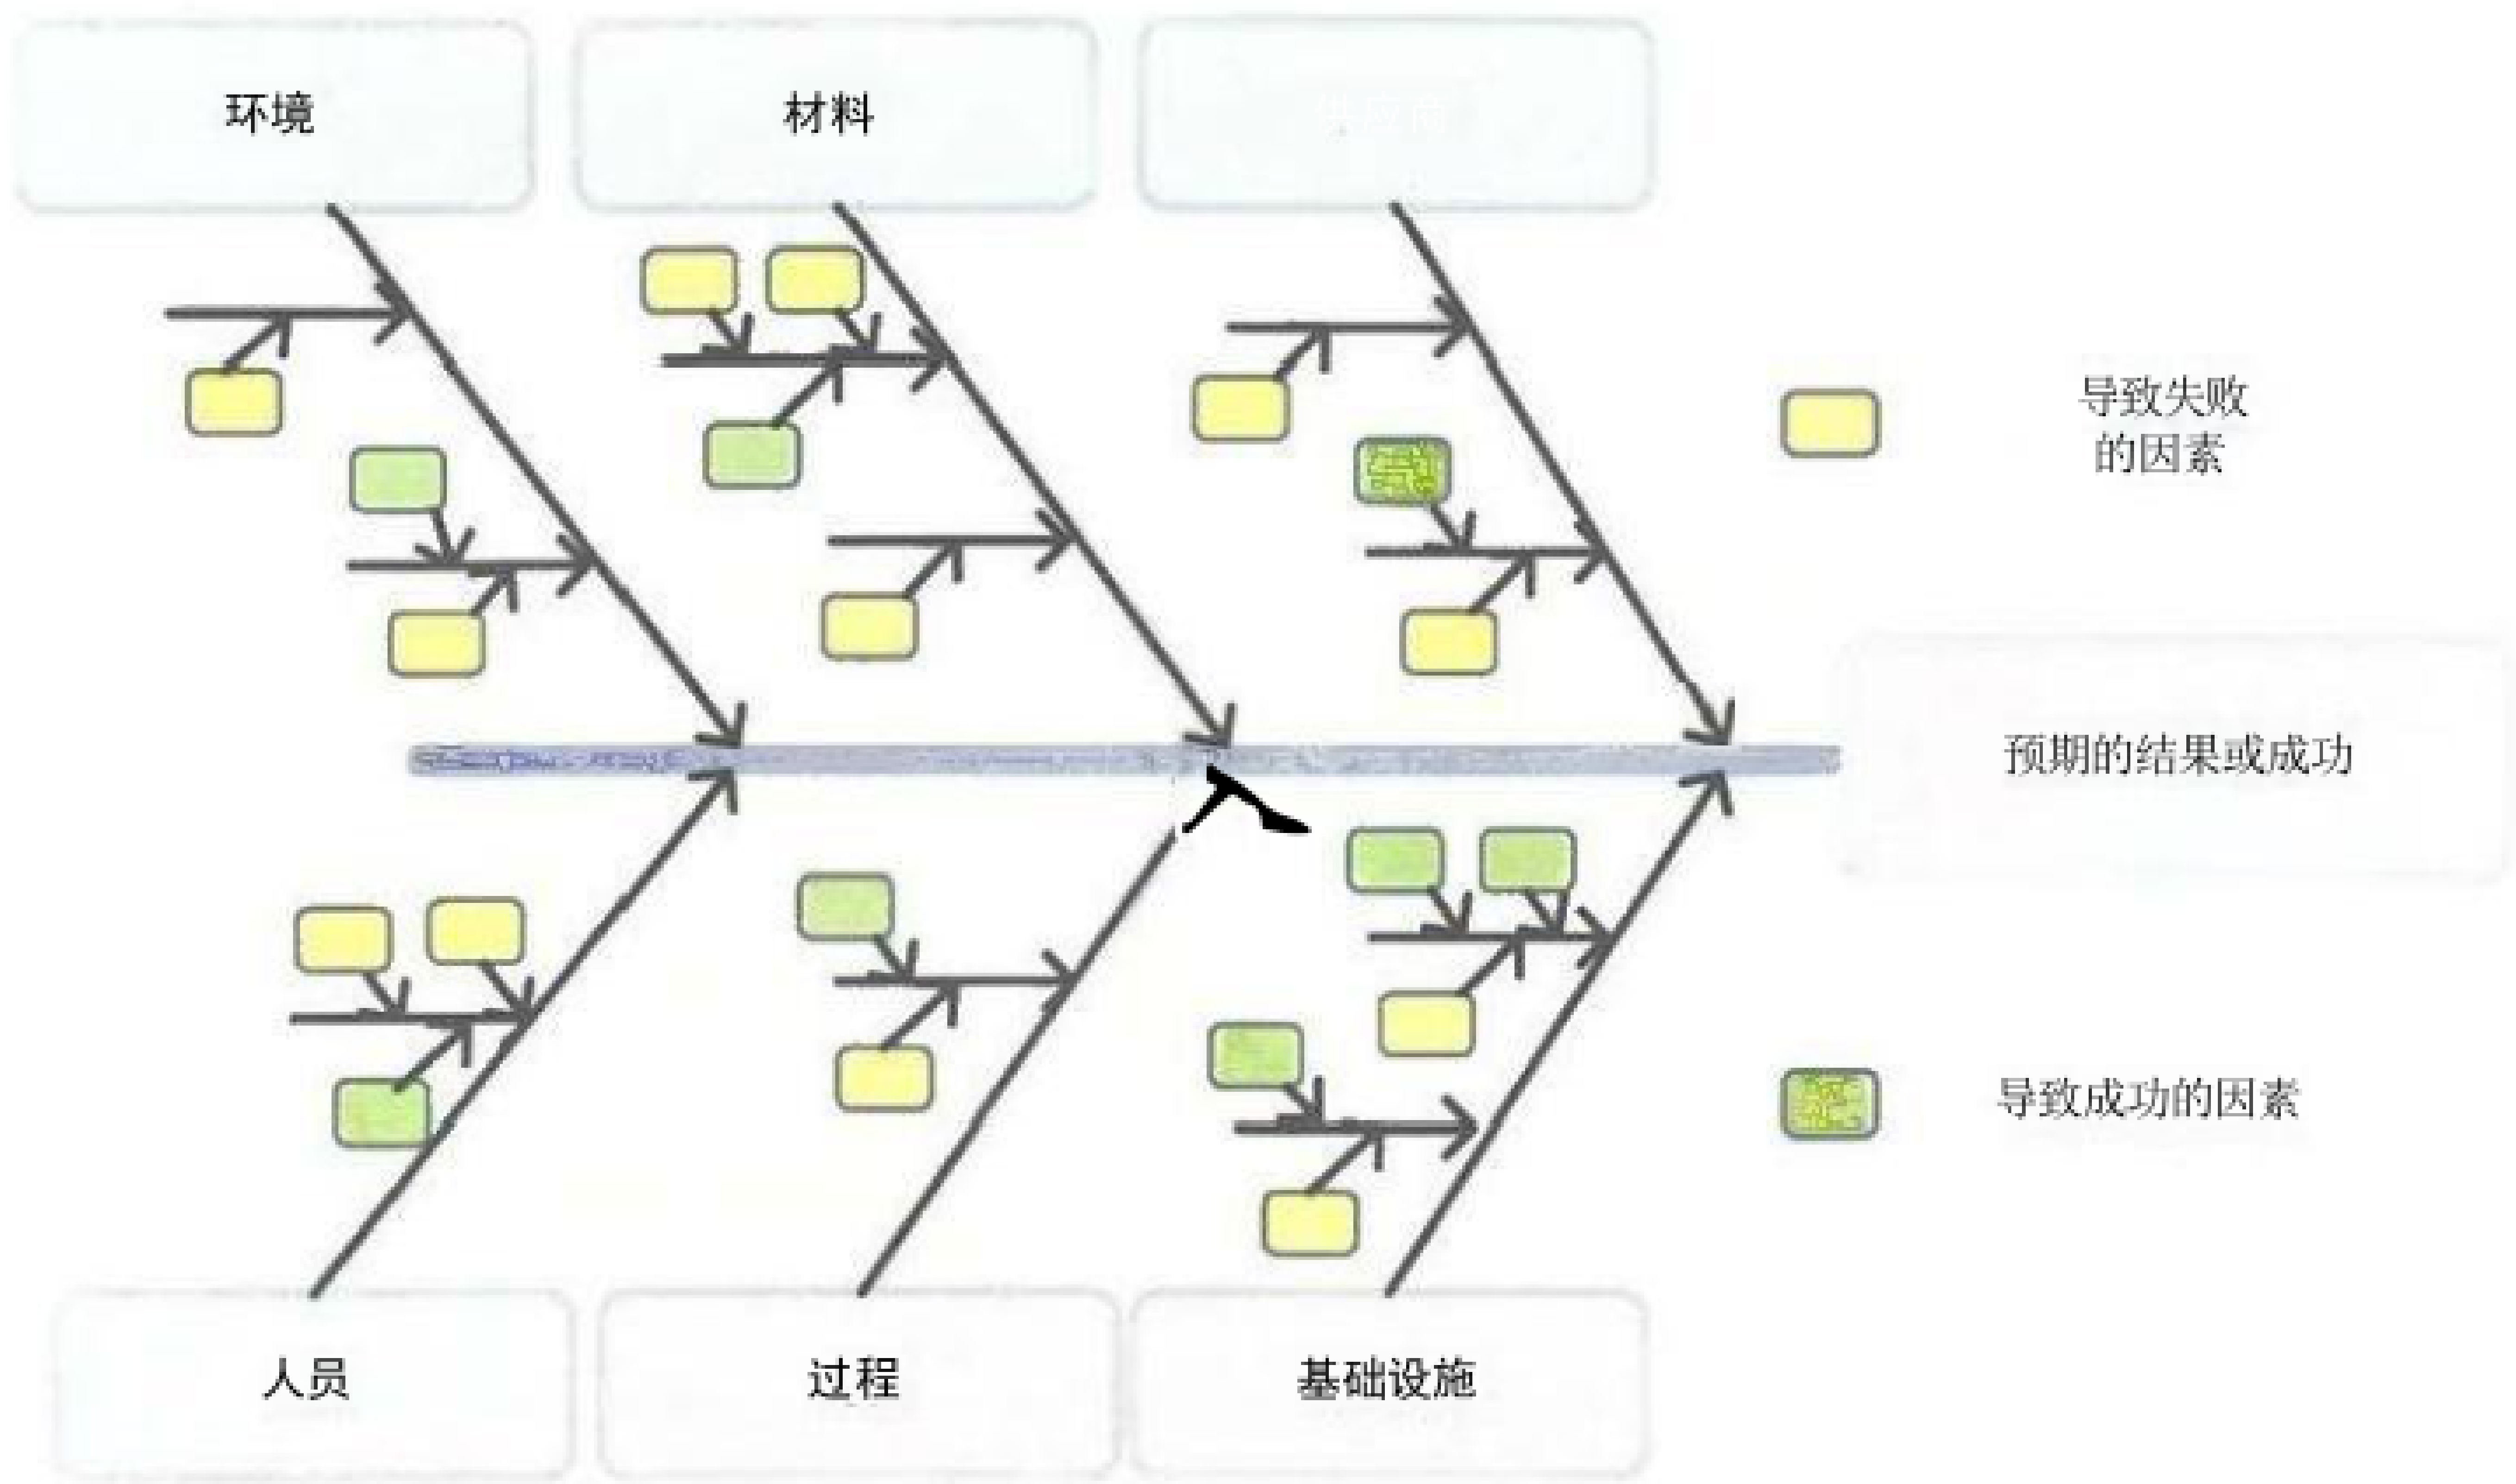 环境
材料
导致失败
的因素
预期的结果或成功
导致成功的因素
人员
过程
基础设施